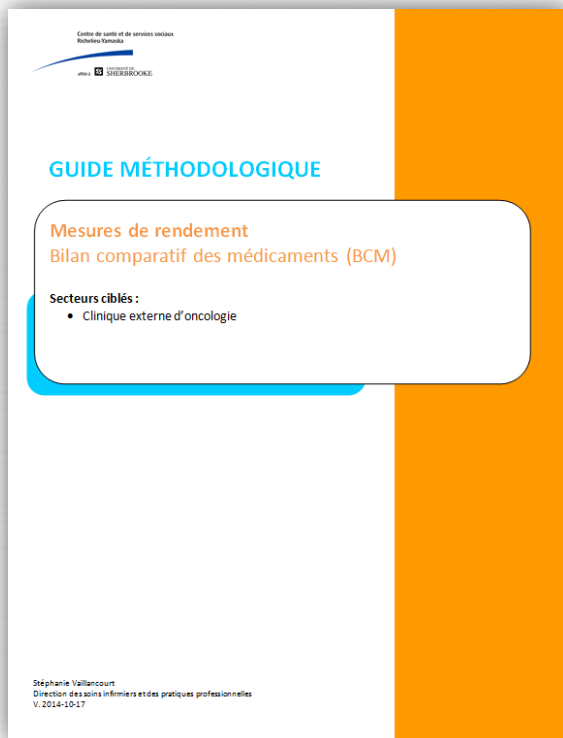 Centre de santé et de services sociaux
Richelieu-Yamaska
affilié à UNIVERSITÉ DE
SHERBROOKE
GUIDE MÉTHODOLOGIQUE
Mesures de rendement
Bilan comparatif des médicaments (BCM)
Secteurs ciblés :
• Clinique externe d'oncologie
Stéphanie Vaillancourt
Direction des soins infirmiers et des pratiques professionnelles
V. 2014-10-17